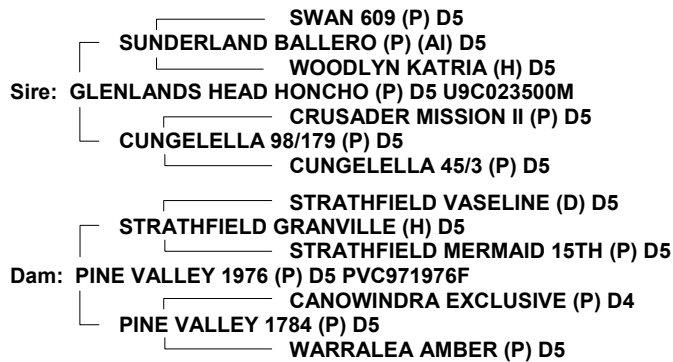 SWAN 609 (P) D5
SUNDERLAND BALLERO (P) (AI) D5
WOODLYN KATRIA (H) D5
Sire: GLENLANDS HEAD HONCHO (P) D5 U9C023500M
CRUSADER MISSION II (P) D5
CUNGELELLA 98/179 (P) D5
CUNGELELLA 45/3 (P) D5
STRATHFIELD VASELINE (D) D5
STRATHFIELD GRANVILLE (H) D5
STRATHFIELD MERMAID 15TH (P) D5
Dam: PINE VALLEY 1976 (P) D5 PVC971976F
CANOWINDRA EXCLUSIVE (P) D4
PINE VALLEY 1784 (P) D5
WARRALEA AMBER (P) D5